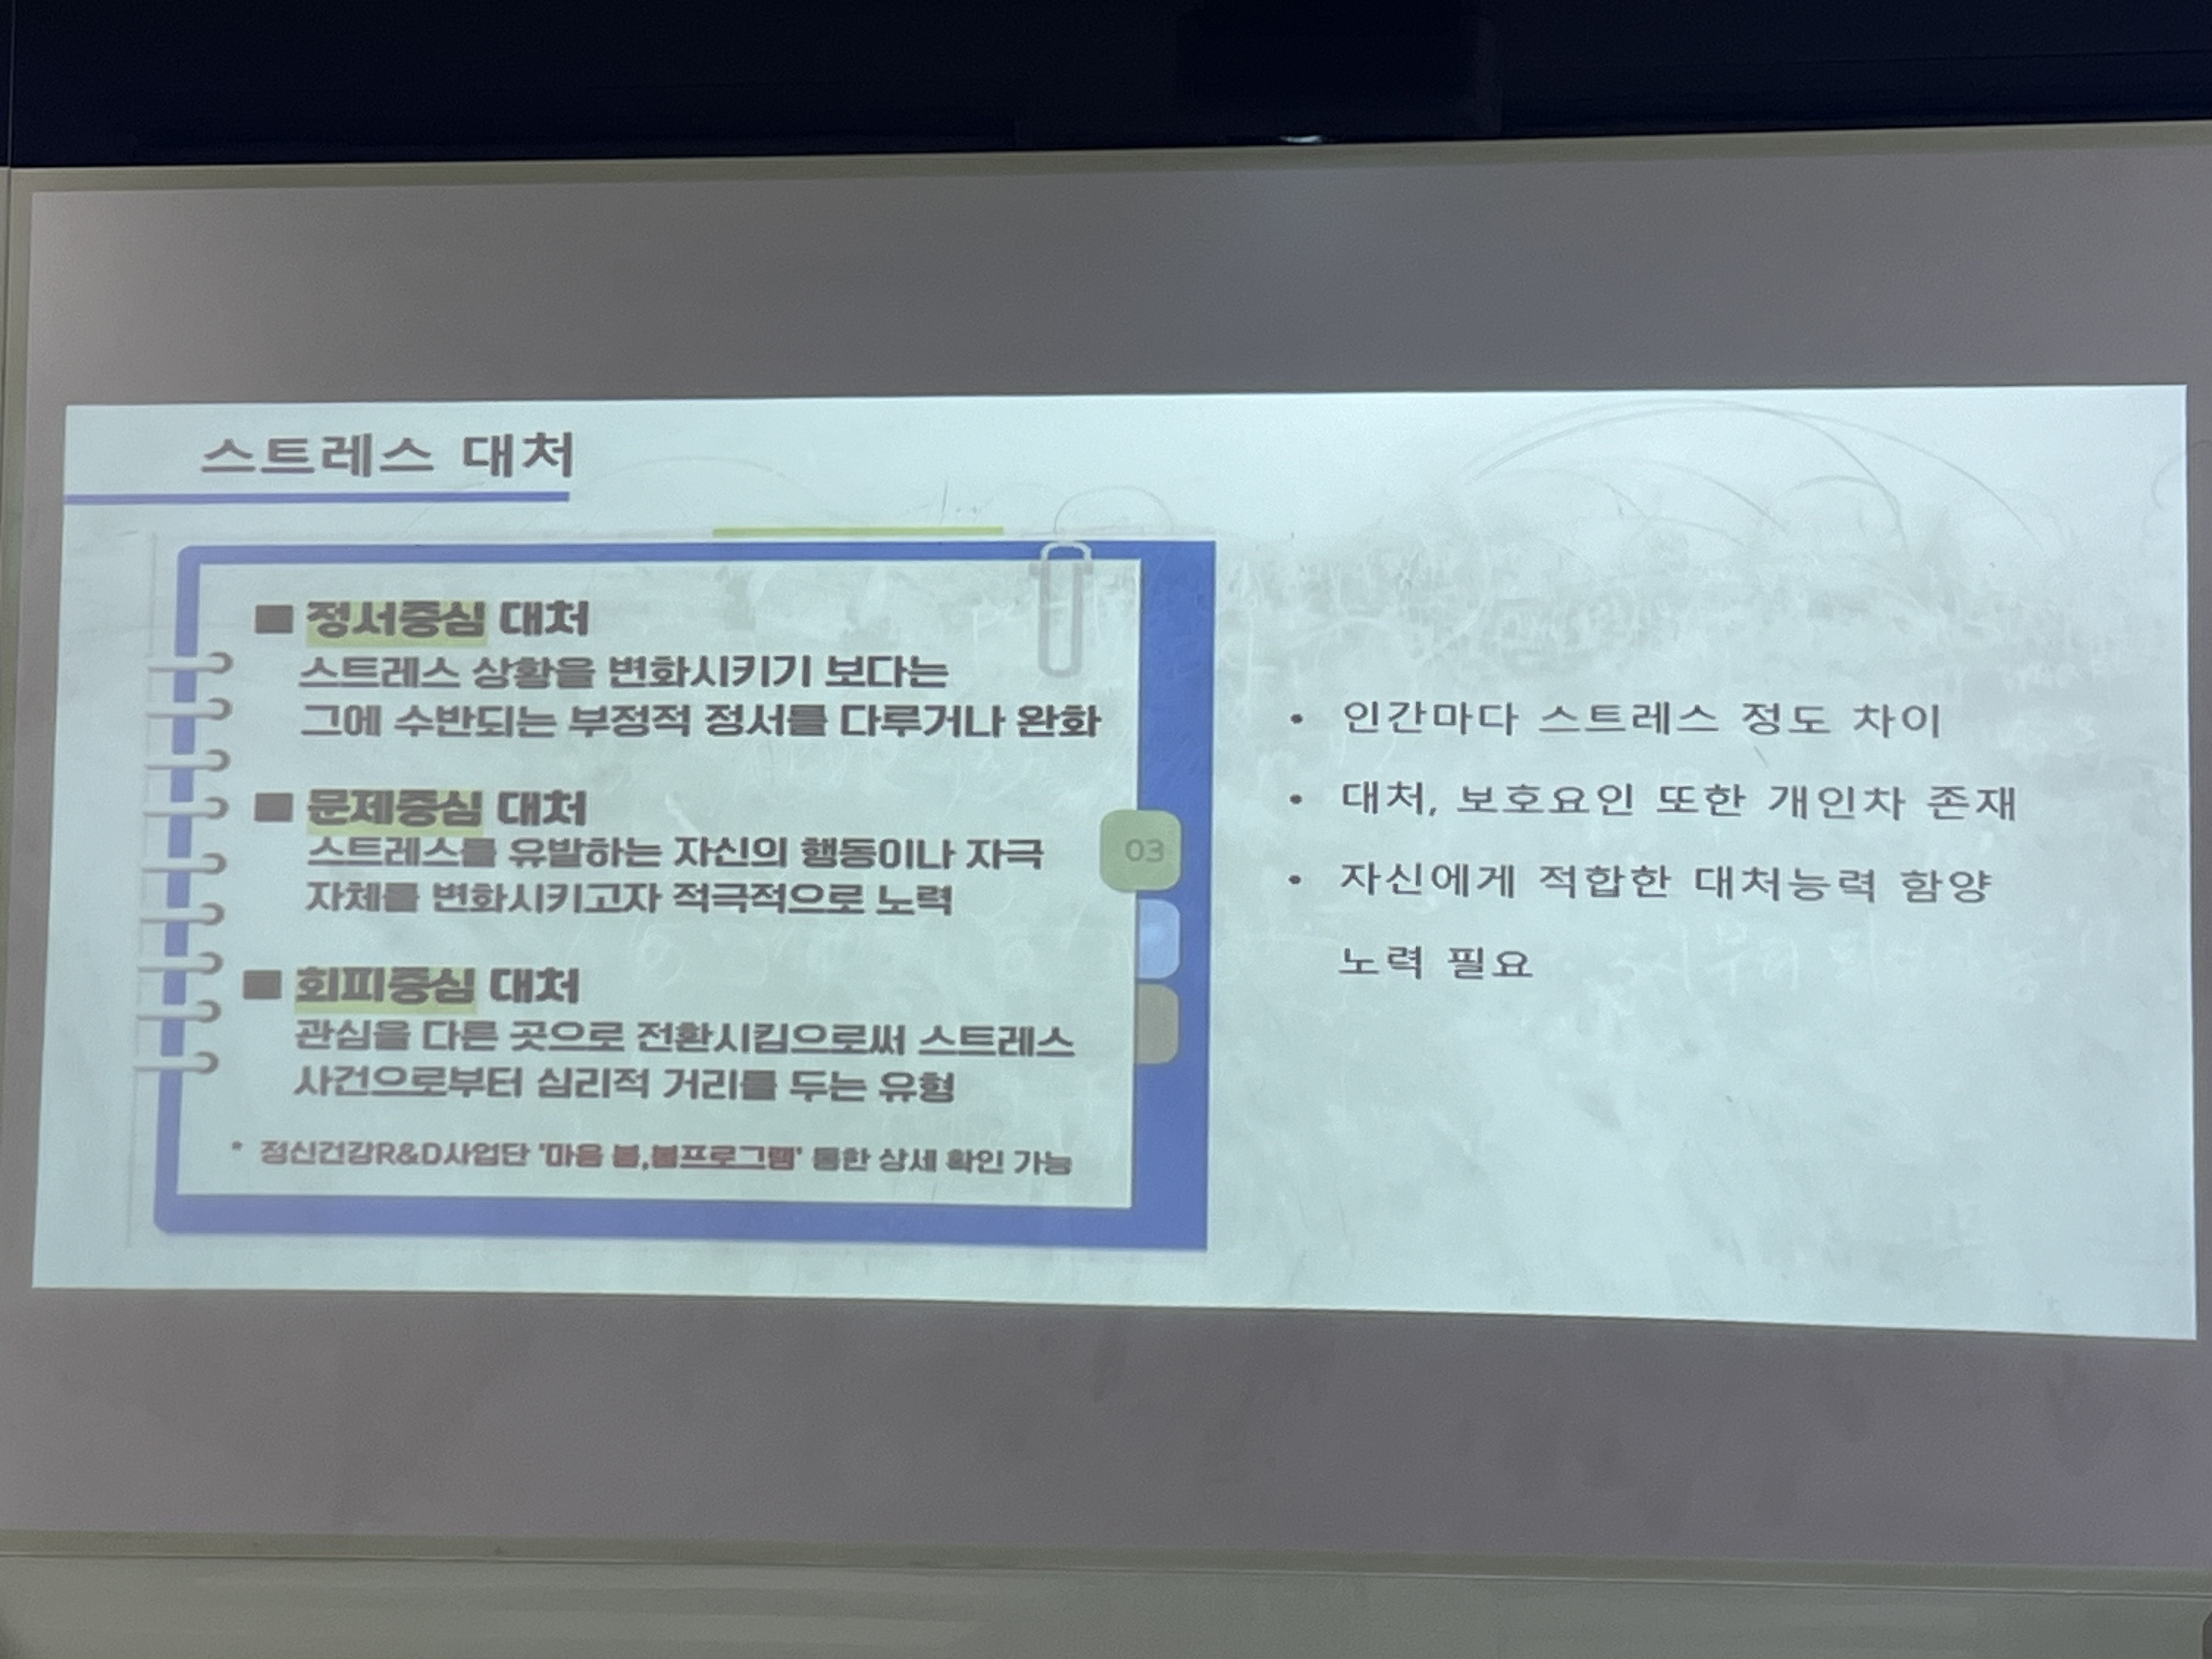 스트레스 대처
■ 정서중심 대처
스트레스 상황을 변화시키기 보다는
그에 수반되는 부정적 정서를 다루거나 완화
■ 문제중심 대처
스트레스를 유발하는 자신의 행동이나 자극
자체를 변화시키고자 적극적으로 노력
■ 회피중심 대처
관심을 다른 곳으로 전환시킴으로써 스트레스
사건으로부터 심리적 거리를 두는 유형
* 정신건강R&D사업단 '마음 봄,봄프로그램' 통한 상세 확인 가능
03
• 인간마다 스트레스 정도 차이
• 대처, 보호요인 또한 개인차 존재
• 자신에게 적합한 대처능력 함양
노력 필요